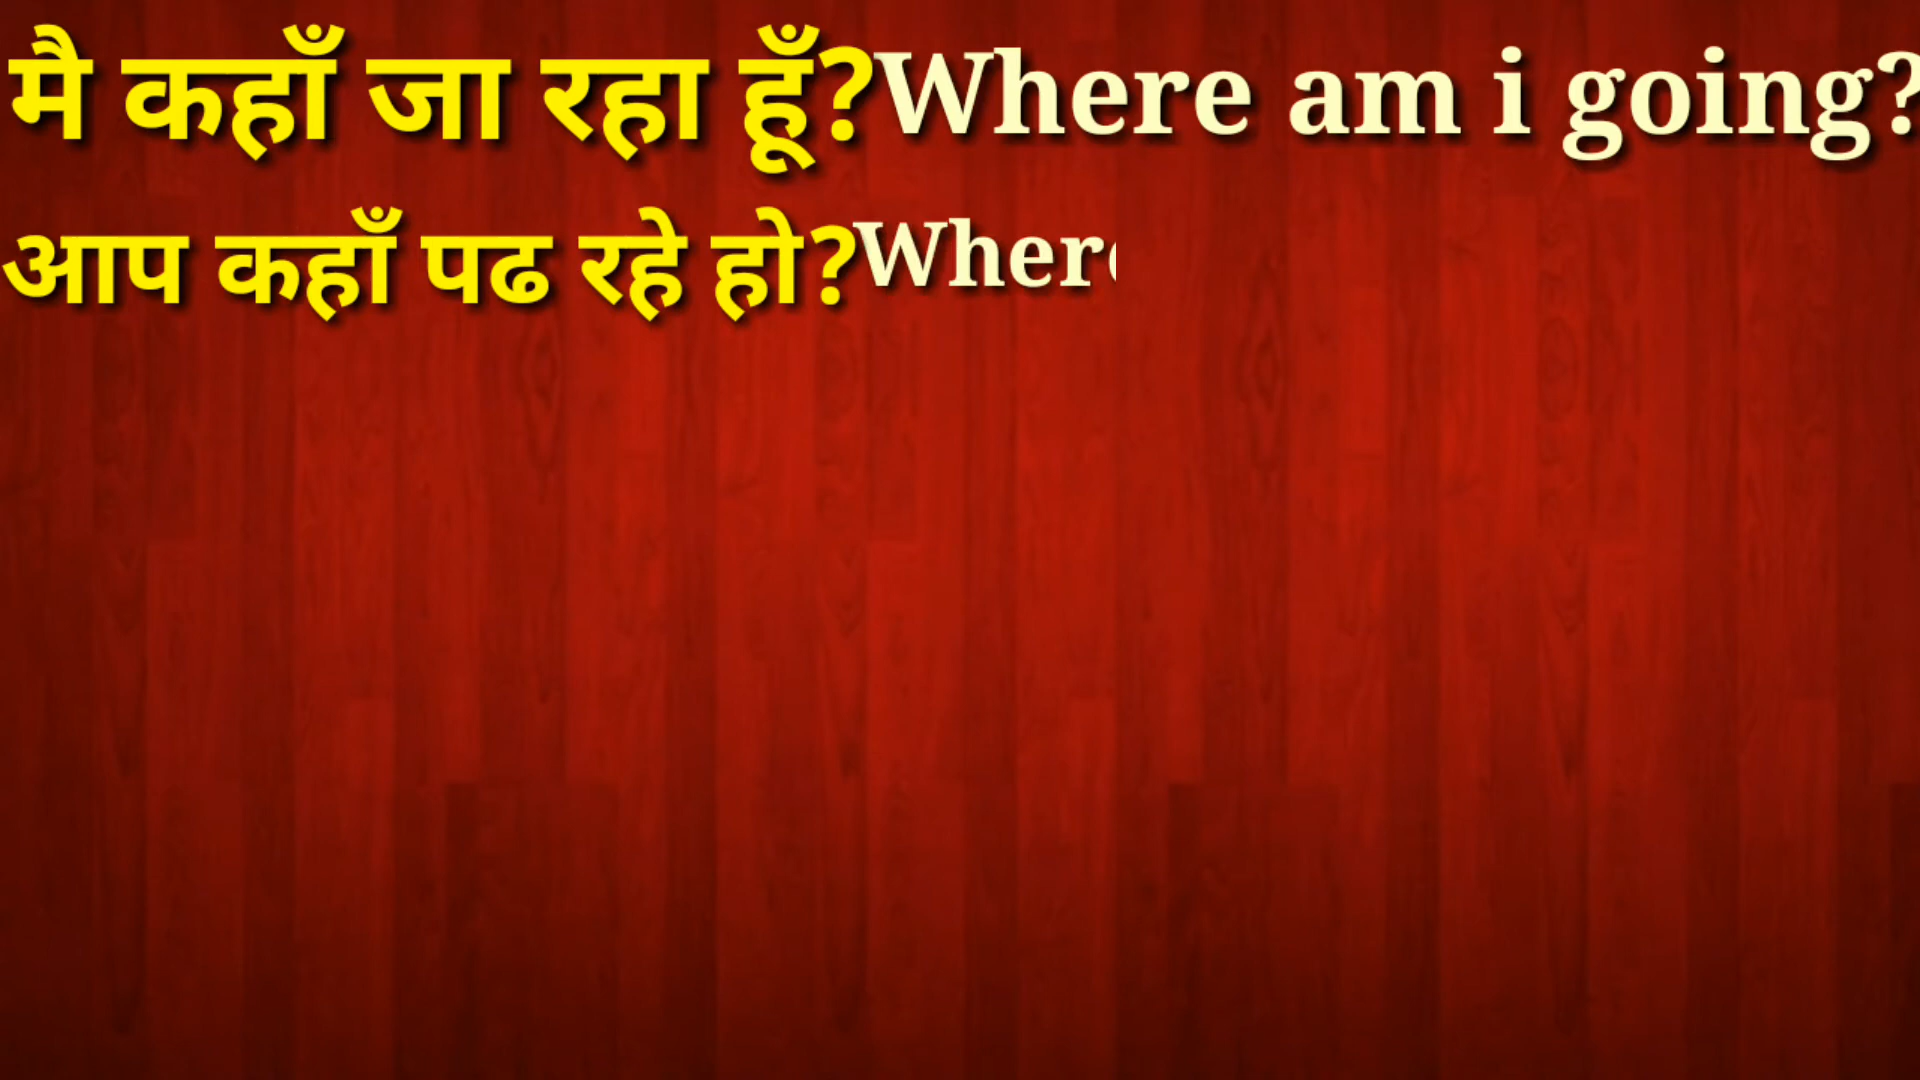 मै कहाँ जा रहा हूँ?Where am i going?
आप कहाँ पढ रहे हो?